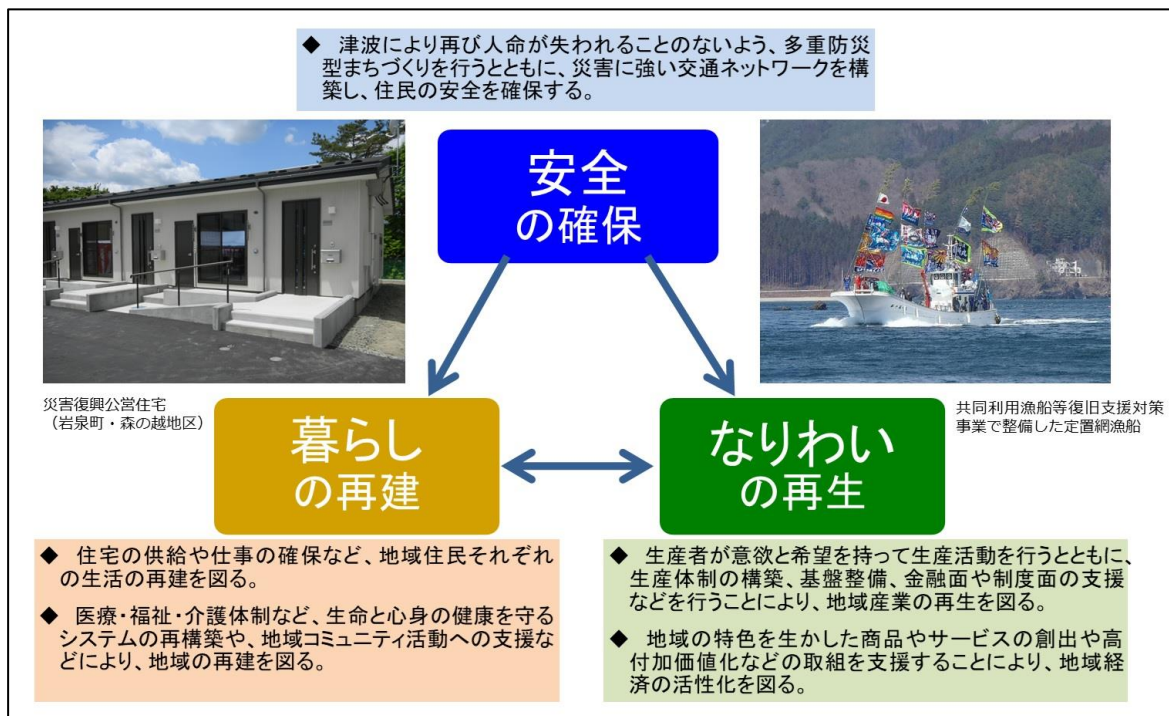 ◆ 津波により再び人命が失われることのないよう、多重防災
型まちづくりを行うとともに、災害に強い交通ネットワークを構
築し、住民の安全を確保する。
安全
の確保
災害復興公営住宅
（岩泉町・森の越地区）
共同利用漁船等復旧支援対策
事業で整備した定置網漁船
暮らし
の再建
なりわい
の再生
◆ 住宅の供給や仕事の確保など、地域住民それぞれ
の生活の再建を図る。
◆ 医療・福祉・介護体制など、生命と心身の健康を守る
システムの再構築や、地域コミュニティ活動への支援な
どにより、地域の再建を図る。
◆ 生産者が意欲と希望を持って生産活動を行うとともに、
生産体制の構築、基盤整備、金融面や制度面の支援
などを行うことにより、地域産業の再生を図る。
◆ 地域の特色を生かした商品やサービスの創出や高
付加価値化などの取組を支援することにより、地域経
済の活性化を図る。